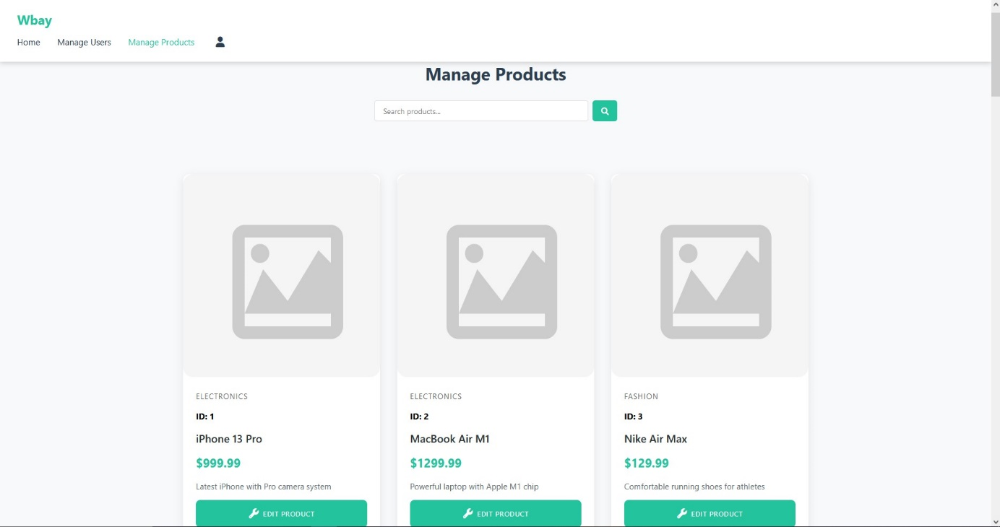 Wbay
Home Manage Users Manage Products
Manage Products
Search products...
ELECTRONICS
ID: 1
iPhone 13 Pro
$999.99
Latest iPhone with Pro camera system
EDIT PRODUCT
ELECTRONICS
ID: 2
MacBook Air M1
$1299.99
Powerful laptop with Apple M1 chip
EDIT PRODUCT
FASHION
ID: 3
Nike Air Max
$129.99
Comfortable running shoes for athletes
EDIT PRODUCT